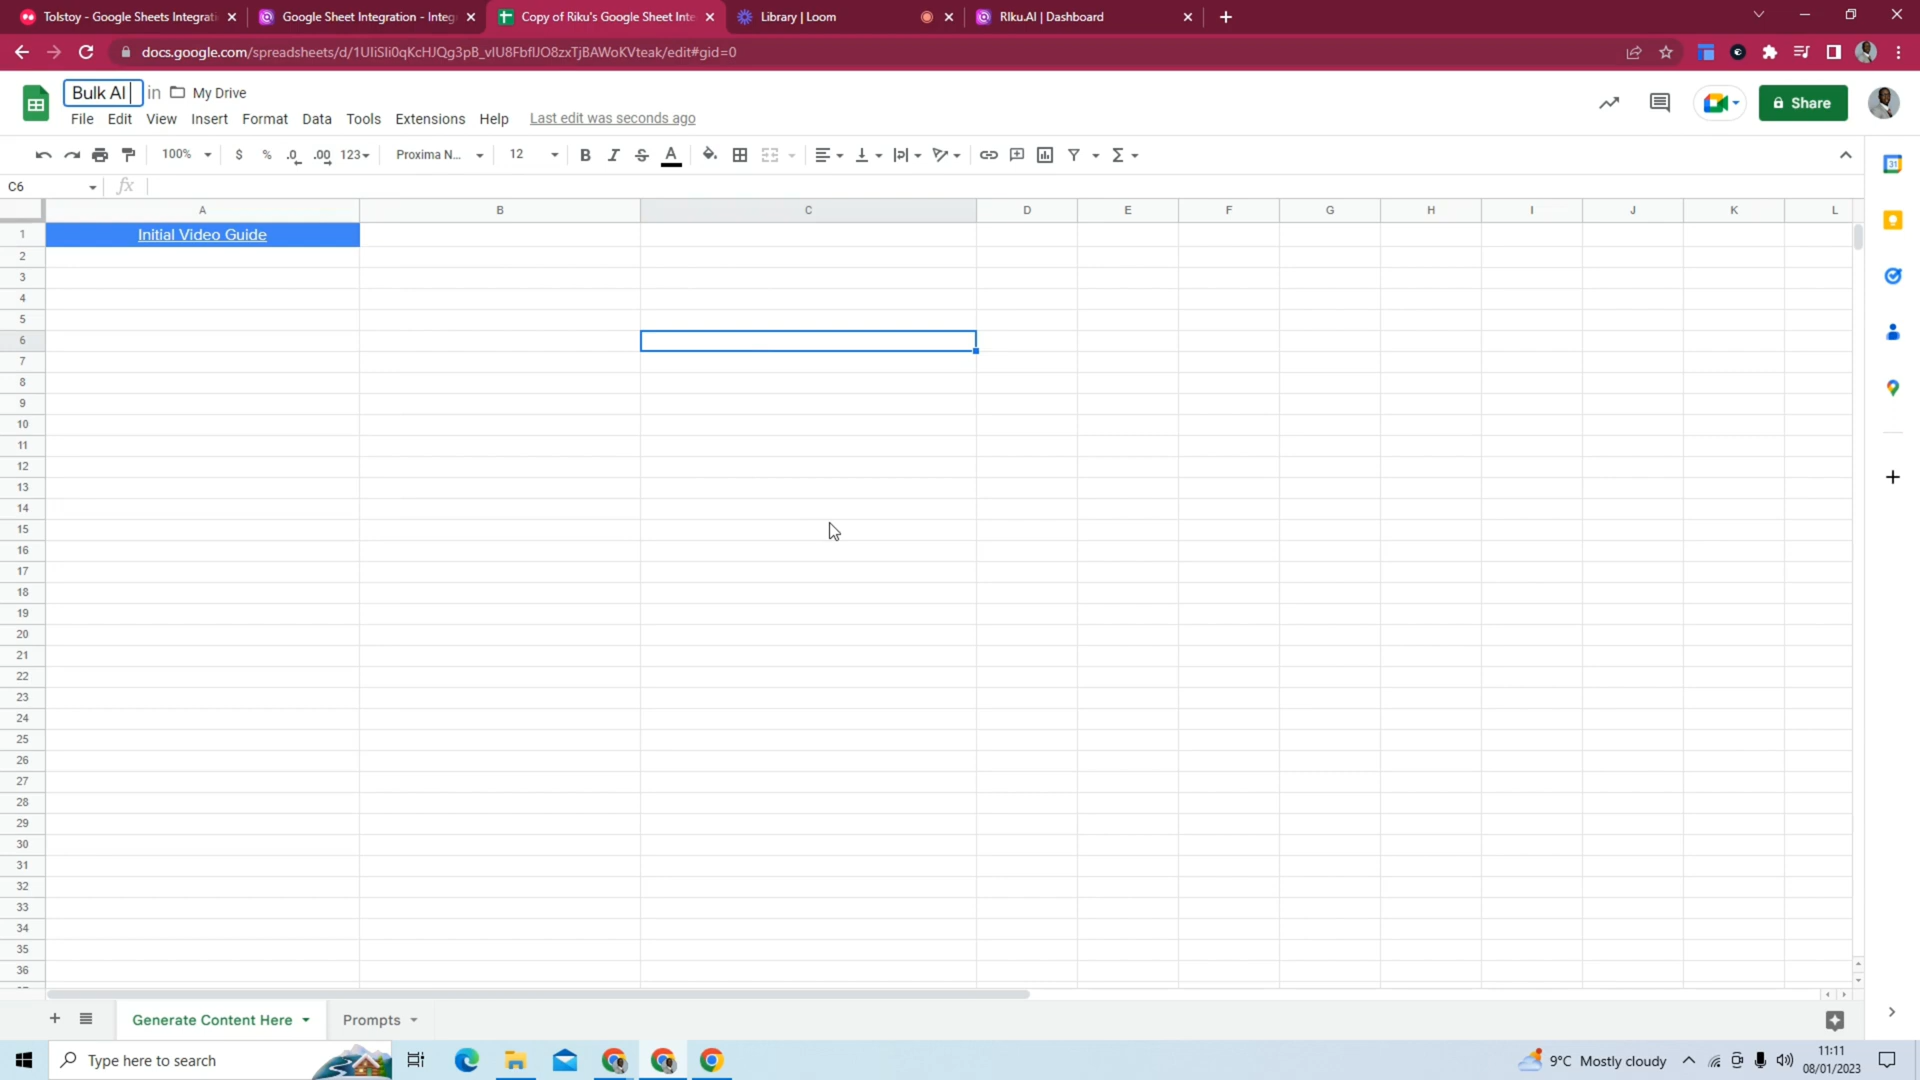 Tolstoy - Google Sheets Integrati
Google Sheet Integration - Integ
Copy of Riku's Google Sheet Inte
Library | Loom
RIku.AI | Dashboard
docs.google.com/spreadsheets/d/1UIiSIi0qKcHJQg3pB_vIU8FbflJO8zxTjBAWoKVteak/edit#gid=0
Bulk AI in My Drive
File Edit View Insert Format Data Tools Extensions Help Last edit was seconds ago
Share
100% $ % .0 .00 123 Proxima N... 12 B I S A
31
C6 fx
A B C D E F G H I J K L
1 Initial Video Guide
2
3
4
5
6
7
8
9
10
11
12
13
14
15
16
17
18
19
20
21
22
23
24
25
26
27
28
29
30
31
32
33
34
35
36
Generate Content Here Prompts
Type here to search
9°C Mostly cloudy
11:11
08/01/2023